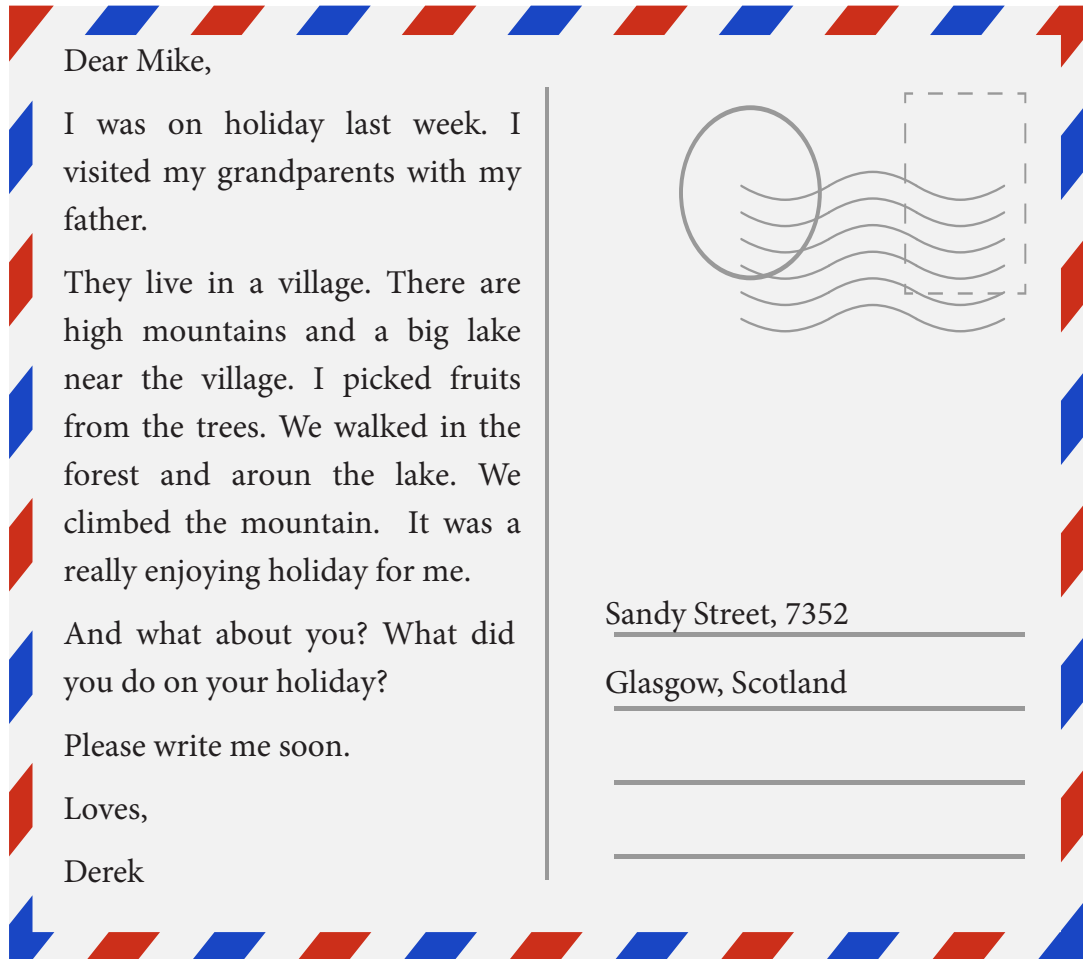 Dear Mike,
I was on holiday last week. I
visited my grandparents with my
father.
They live in a village. There are
high mountains and a big lake
near the village. I picked fruits
from the trees. We walked in the
forest and aroun the lake. We
climbed the mountain. It was a
really enjoying holiday for me.
And what about you? What did
you do on your holiday?
Please write me soon.
Loves,
Derek
Sandy Street, 7352
Glasgow, Scotland